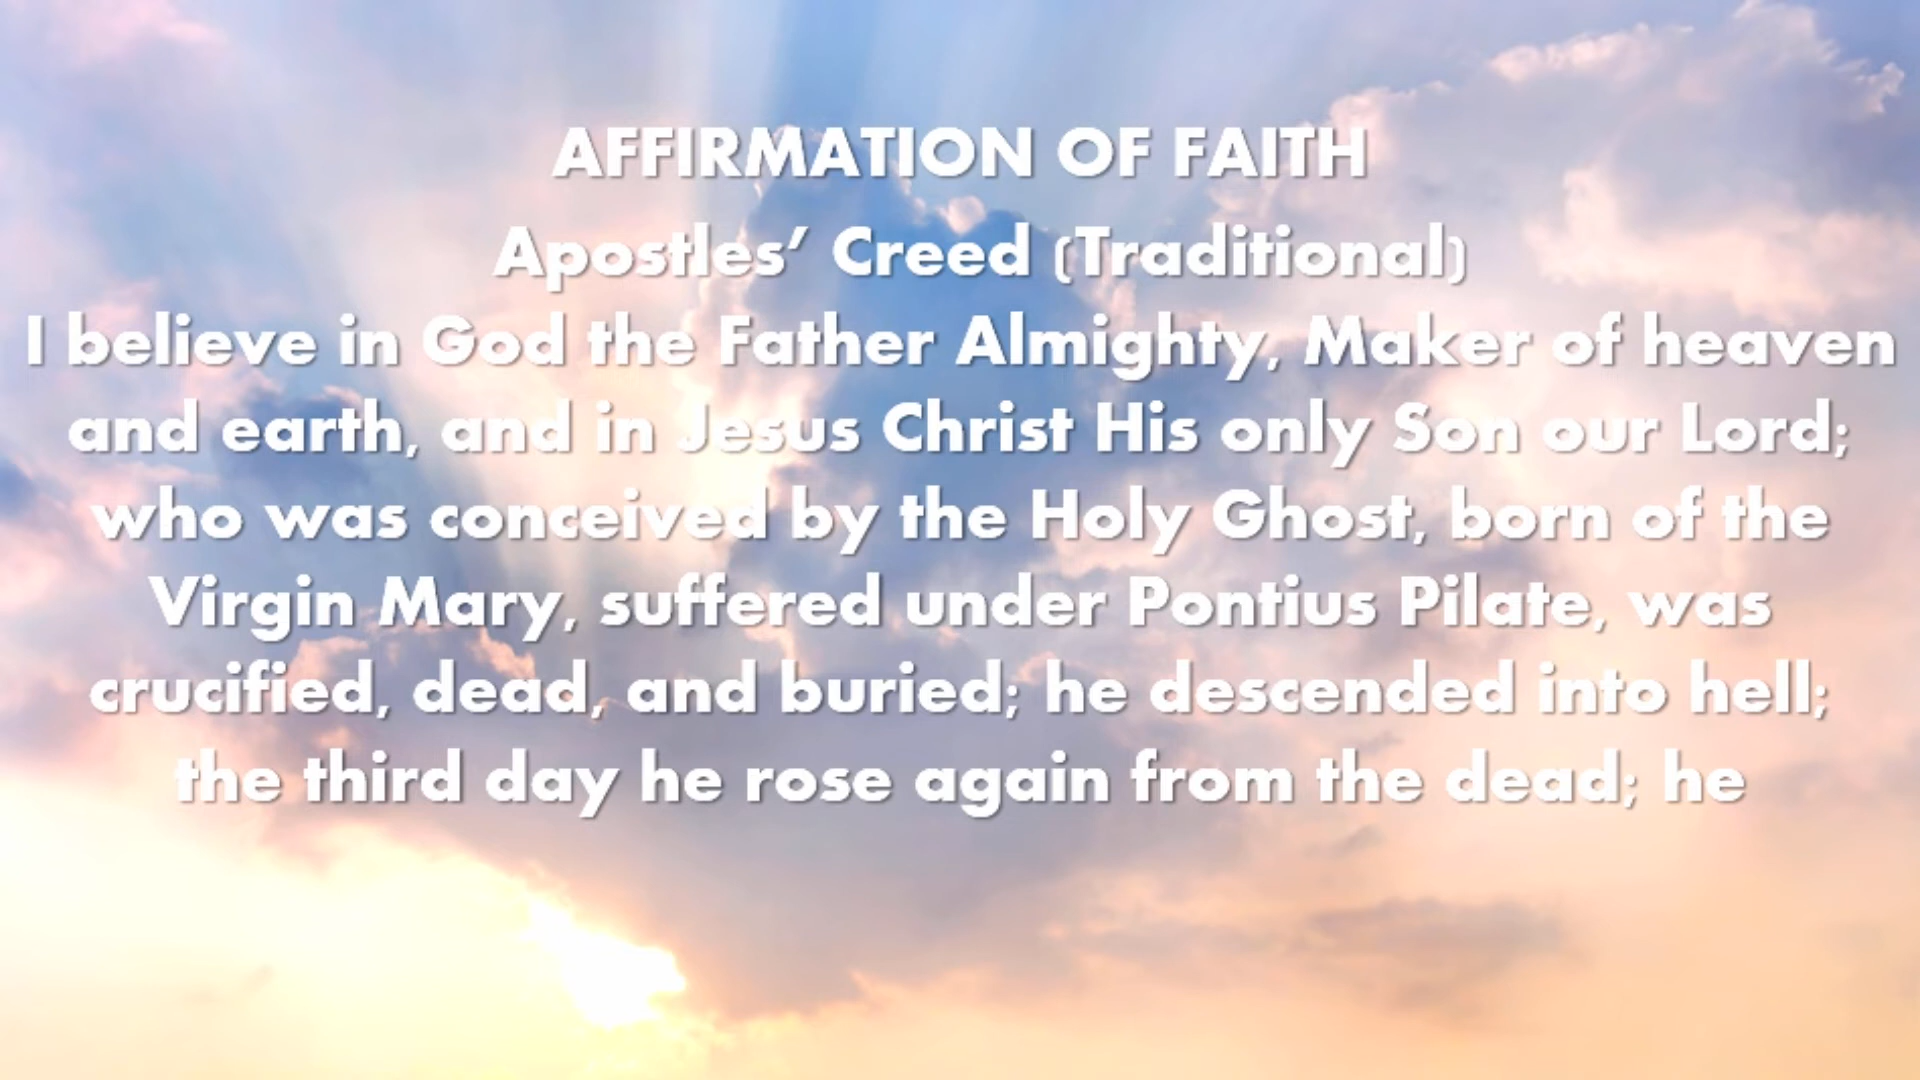 AFFIRMATION OF FAITH
Apostles’ Creed (Traditional)
I believe in God the Father Almighty, Maker of heaven
and earth, and in Jesus Christ His only Son our Lord;
who was conceived by the Holy Ghost, born of the
Virgin Mary, suffered under Pontius Pilate, was
crucified, dead, and buried; he descended into hell;
the third day he rose again from the dead; he